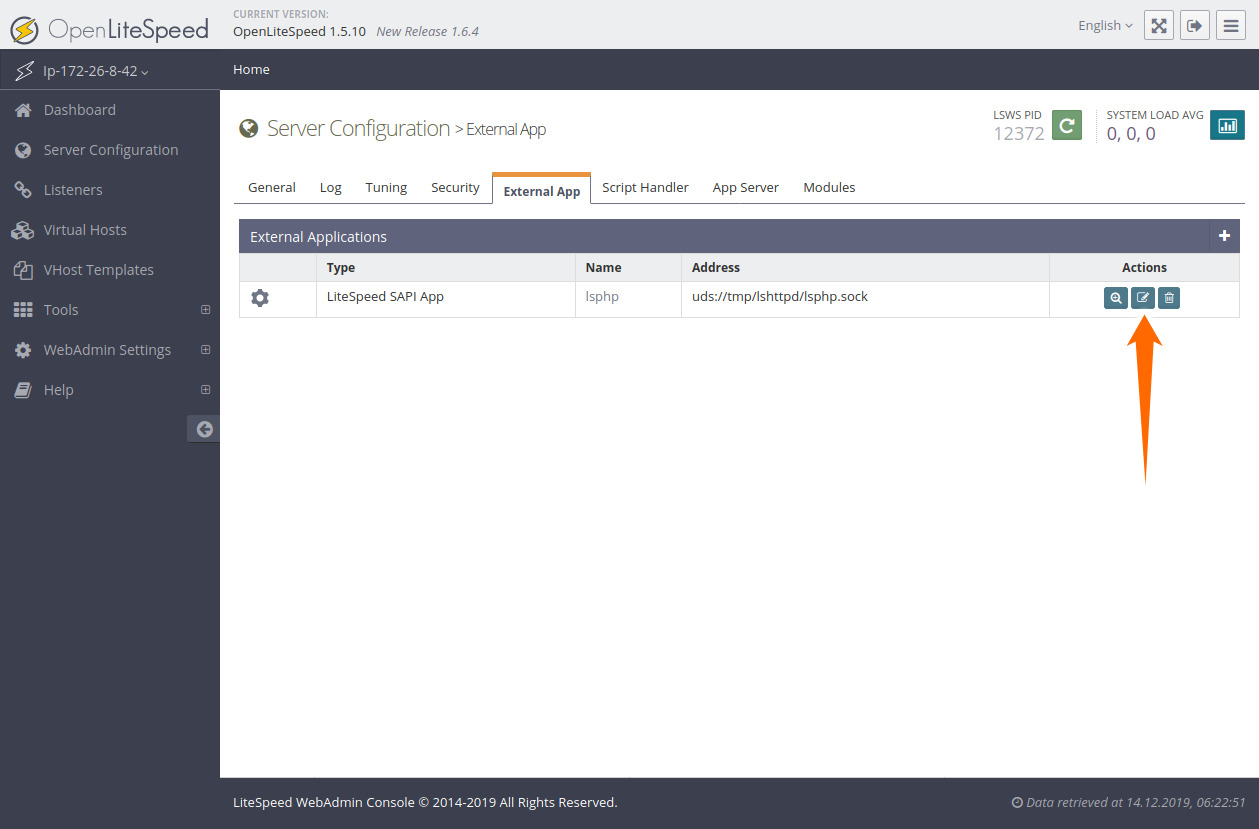 OpenLiteSpeed
CURRENT VERSION:
OpenLiteSpeed 1.5.10 New Release 1.6.4
English
Ip-172-26-8-42
Home
Dashboard
Server Configuration
Listeners
Virtual Hosts
VHost Templates
Tools
WebAdmin Settings
Help
Server Configuration > External App
LSWS PID
12372
SYSTEM LOAD AVG
0, 0, 0
General Log Tuning Security External App Script Handler App Server Modules
External Applications
Type Name Address Actions
LiteSpeed SAPI App lsphp uds://tmp/lshttpd/lsphp.sock
LiteSpeed WebAdmin Console © 2014-2019 All Rights Reserved.
Data retrieved at 14.12.2019, 06:22:51